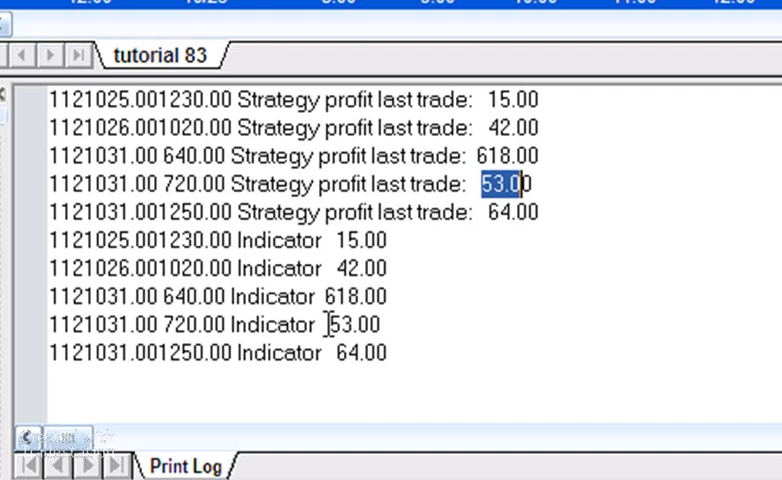 tutorial 83
1121025.001230.00 Strategy profit last trade: 15.00
1121026.001020.00 Strategy profit last trade: 42.00
1121031.00 640.00 Strategy profit last trade: 618.00
1121031.00 720.00 Strategy profit last trade: 53.00
1121031.001250.00 Strategy profit last trade: 64.00
1121025.001230.00 Indicator 15.00
1121026.001020.00 Indicator 42.00
1121031.00 640.00 Indicator 618.00
1121031.00 720.00 Indicator 53.00
1121031.001250.00 Indicator 64.00
Print Log